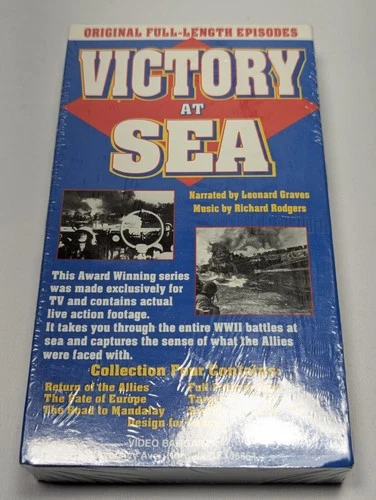 ORIGINAL FULL-LENGTH EPISODES
VICTORY
AT
SEA
Narrated by Leonard Graves
Music by Richard Rodgers
This Award Winning series
was made exclusively for
TV and contains actual
live action footage.
It takes you through the entire WWII battles at
sea and captures the sense of what the Allies
were faced with.
Collection Four Contains:
Return of the Allies
Full
The Fate of Europe
The Road to Mandalay
Design for
VIDEO